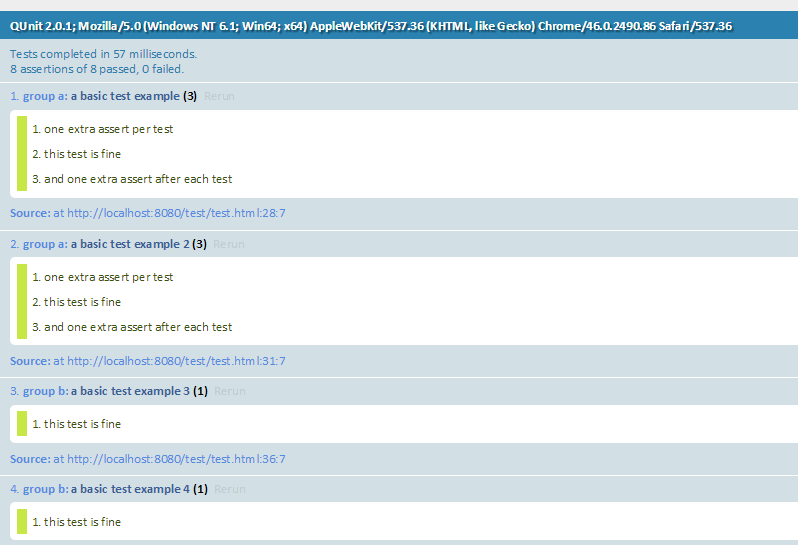 QUnit 2.0.1; Mozilla/5.0 (Windows NT 6.1; Win64; x64) AppleWebKit/537.36 (KHTML, like Gecko) Chrome/46.0.2490.86 Safari/537.36
Tests completed in 57 milliseconds.
8 assertions of 8 passed, 0 failed.
1. group a: a basic test example (3) Rerun
1. one extra assert per test
2. this test is fine
3. and one extra assert after each test
Source: at http://localhost:8080/test/test.html:28:7
2. group a: a basic test example 2 (3) Rerun
1. one extra assert per test
2. this test is fine
3. and one extra assert after each test
Source: at http://localhost:8080/test/test.html:31:7
3. group b: a basic test example 3 (1) Rerun
1. this test is fine
Source: at http://localhost:8080/test/test.html:36:7
4. group b: a basic test example 4 (1) Rerun
1. this test is fine